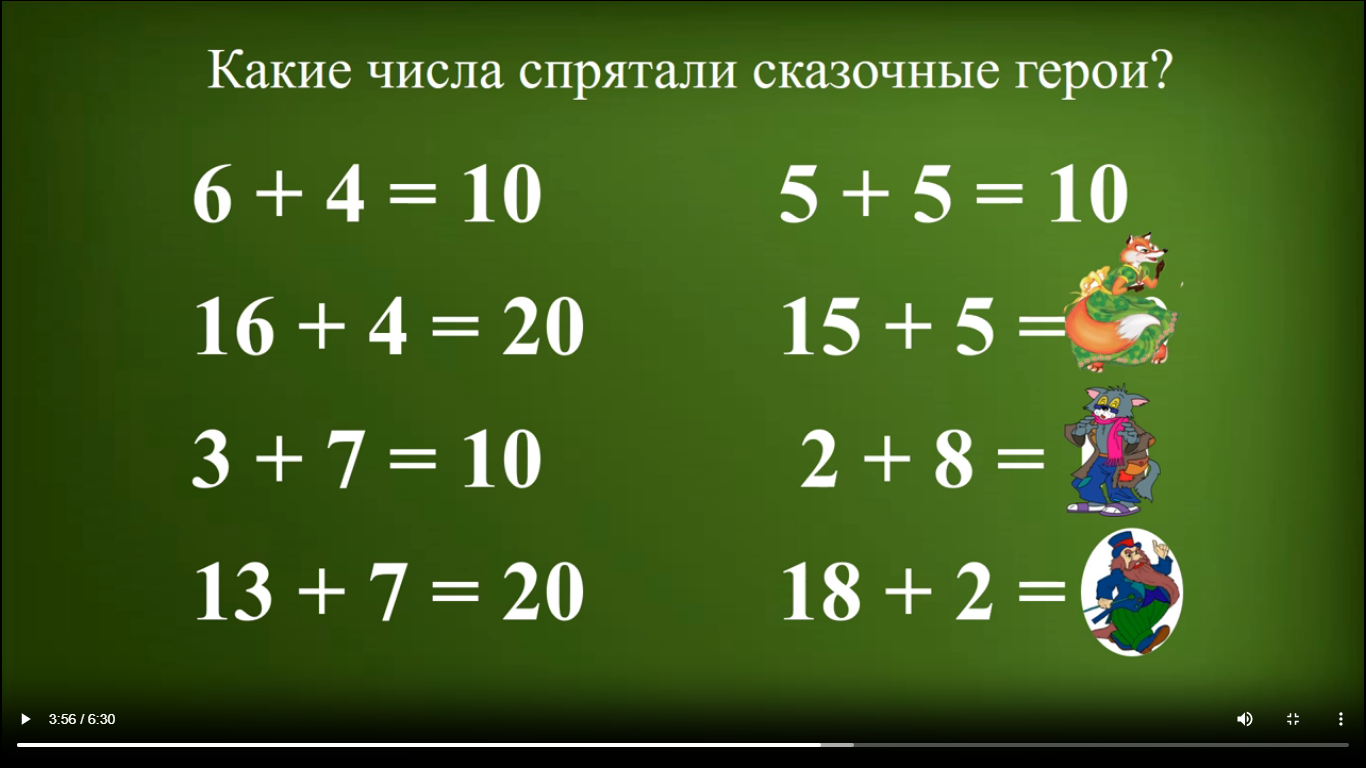 Какие числа спрятали сказочные герои?
6 + 4 = 10
5 + 5 = 10
16 + 4 = 20
15 + 5 =
3 + 7 = 10
2 + 8 =
13 + 7 = 20
18 + 2 =
3:56 / 6:30